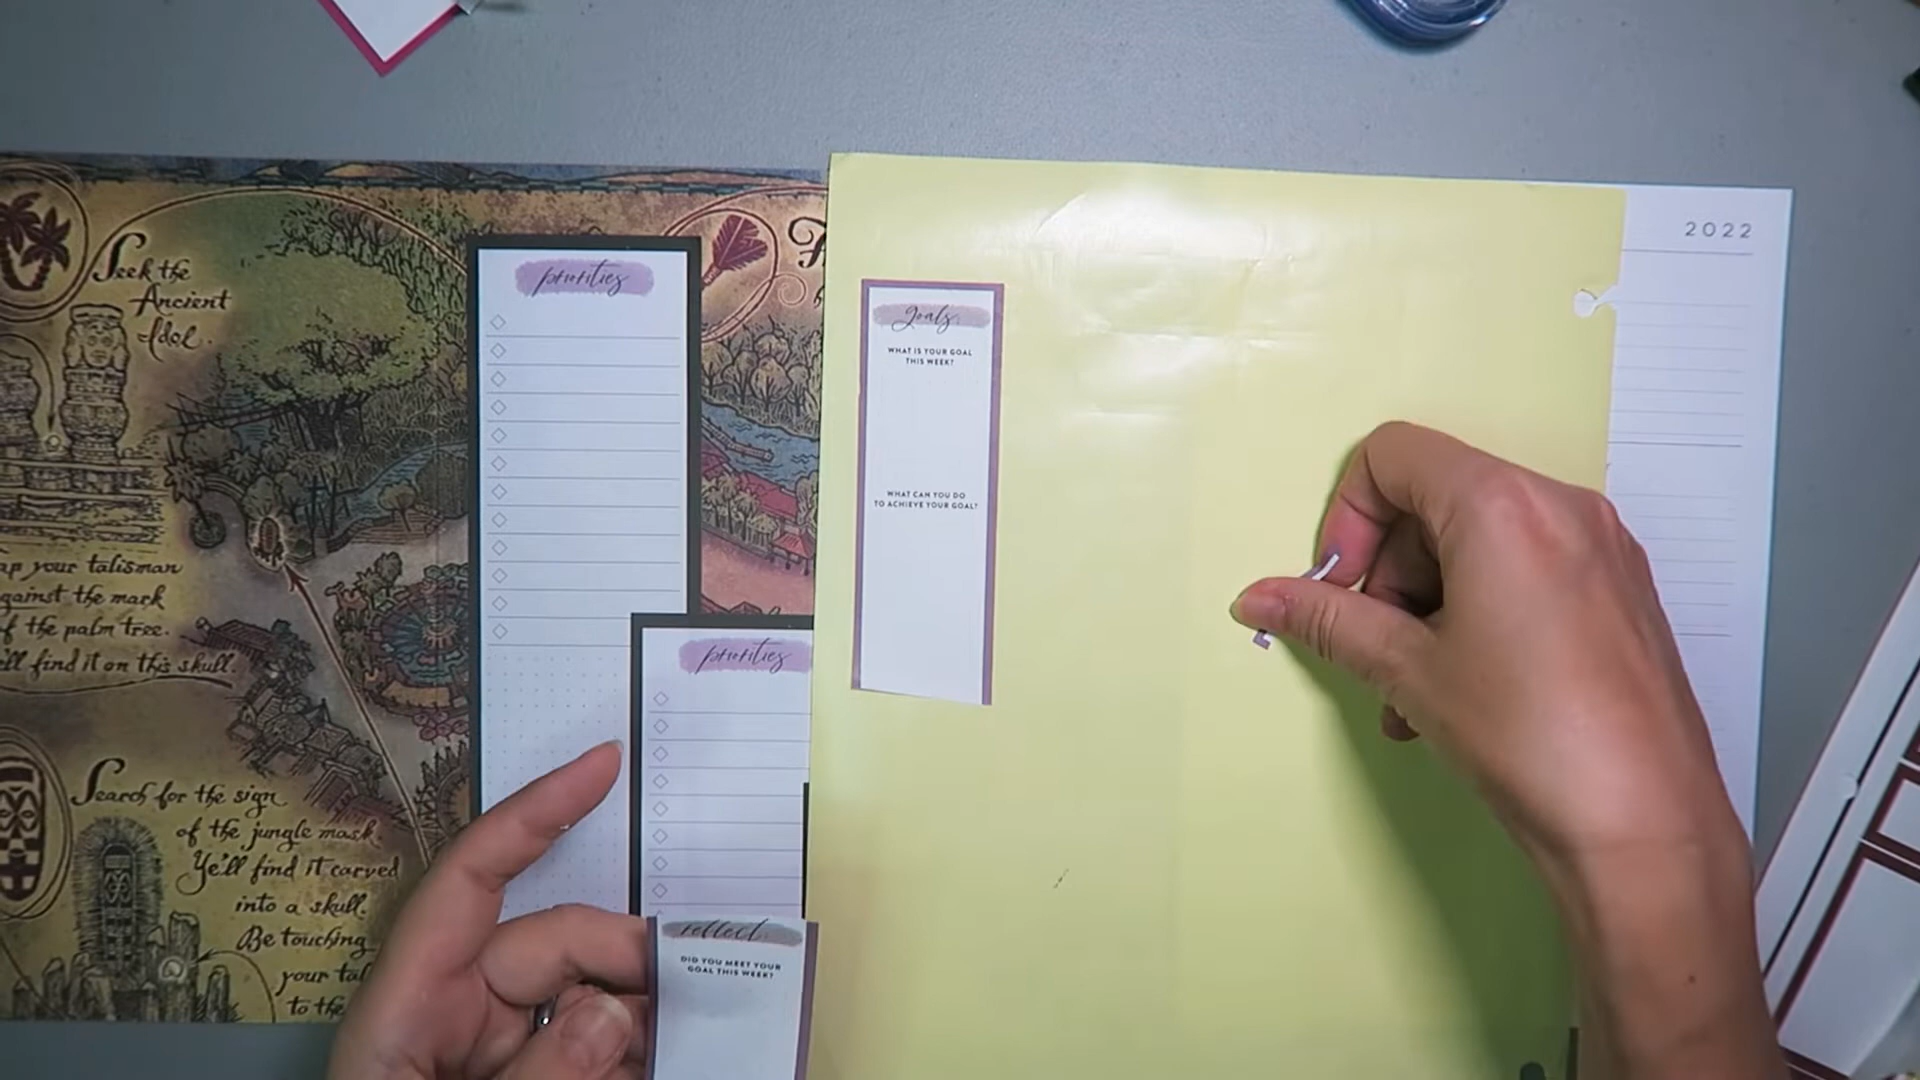 Seek the
Ancient
Idol.
ap your talisman
against the mark
of the palm tree.
ll find it on this skull.
Search for the sign
of the jungle mask.
Ye'll find it carved
into a skull.
Be touching
your tal
to the
priorities
priorities
reflect
DID YOU MEET YOUR
GOAL THIS WEEK?
goals
WHAT IS YOUR GOAL
THIS WEEK?
WHAT CAN YOU DO
TO ACHIEVE YOUR GOAL?
2022